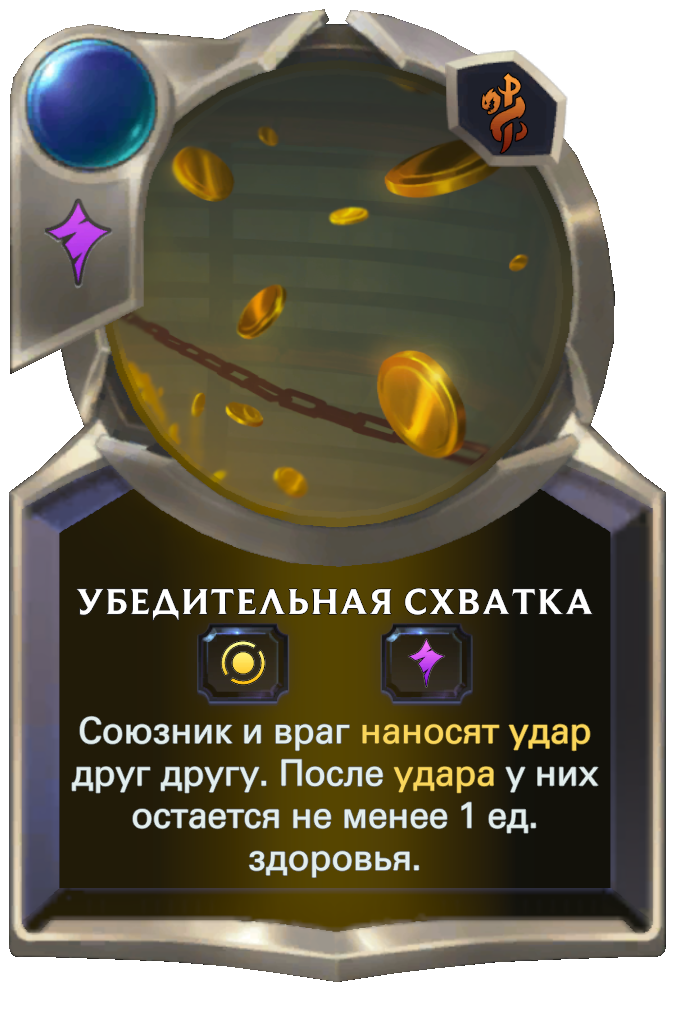 УБЕДИТЕЛЬНАЯ СХВАТКА
Союзник и враг наносят удар
друг другу. После удара у них
остается не менее 1 ед.
здоровья.